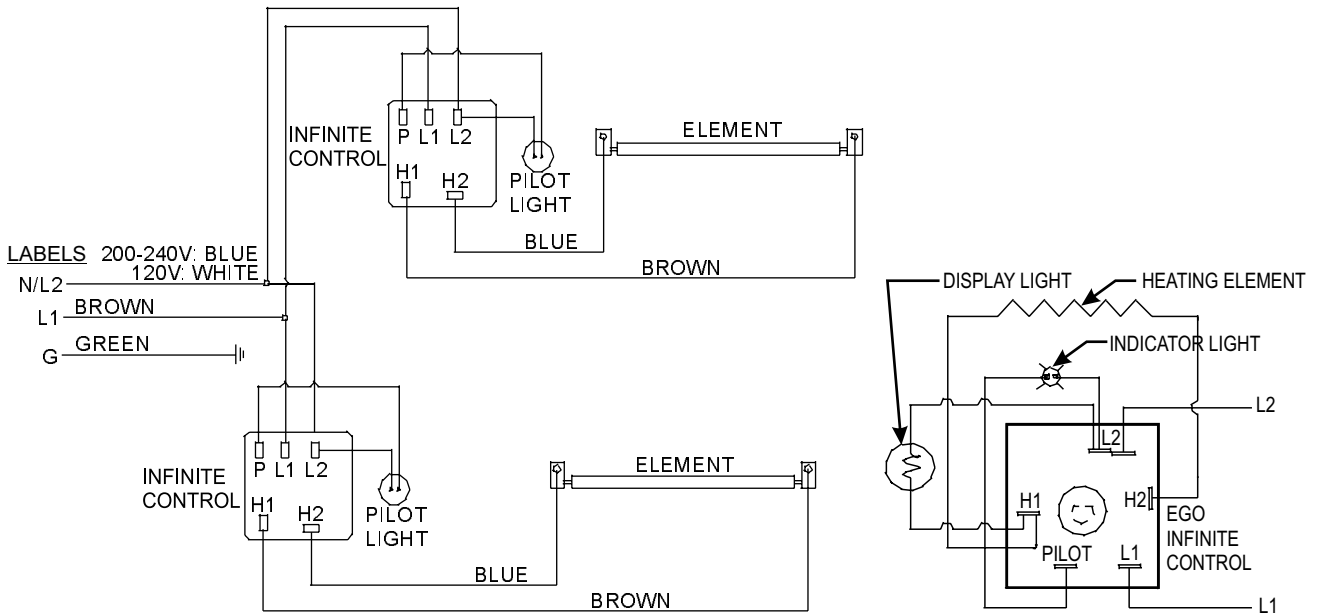 INFINITE
CONTROL
P L1 L2
H1
H2
PILOT
LIGHT
ELEMENT
BLUE
BROWN
LABELS 200-240V: BLUE
120V: WHITE
N/L2
L1 BROWN
G GREEN
INFINITE
CONTROL
P L1 L2
H1
H2
PILOT
LIGHT
ELEMENT
BLUE
BROWN
DISPLAY LIGHT
HEATING ELEMENT
INDICATOR LIGHT
L2
L2
H1
H2
EGO
INFINITE
CONTROL
PILOT
L1
L1